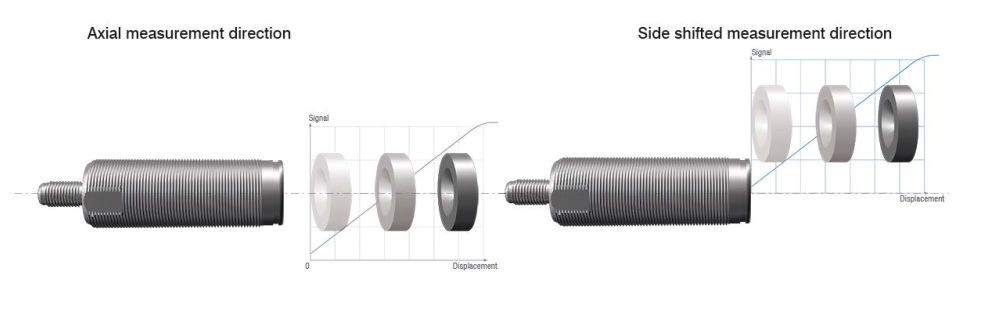 Axial measurement direction
Side shifted measurement direction
Signal
Signal
Displacement
0
Displacement